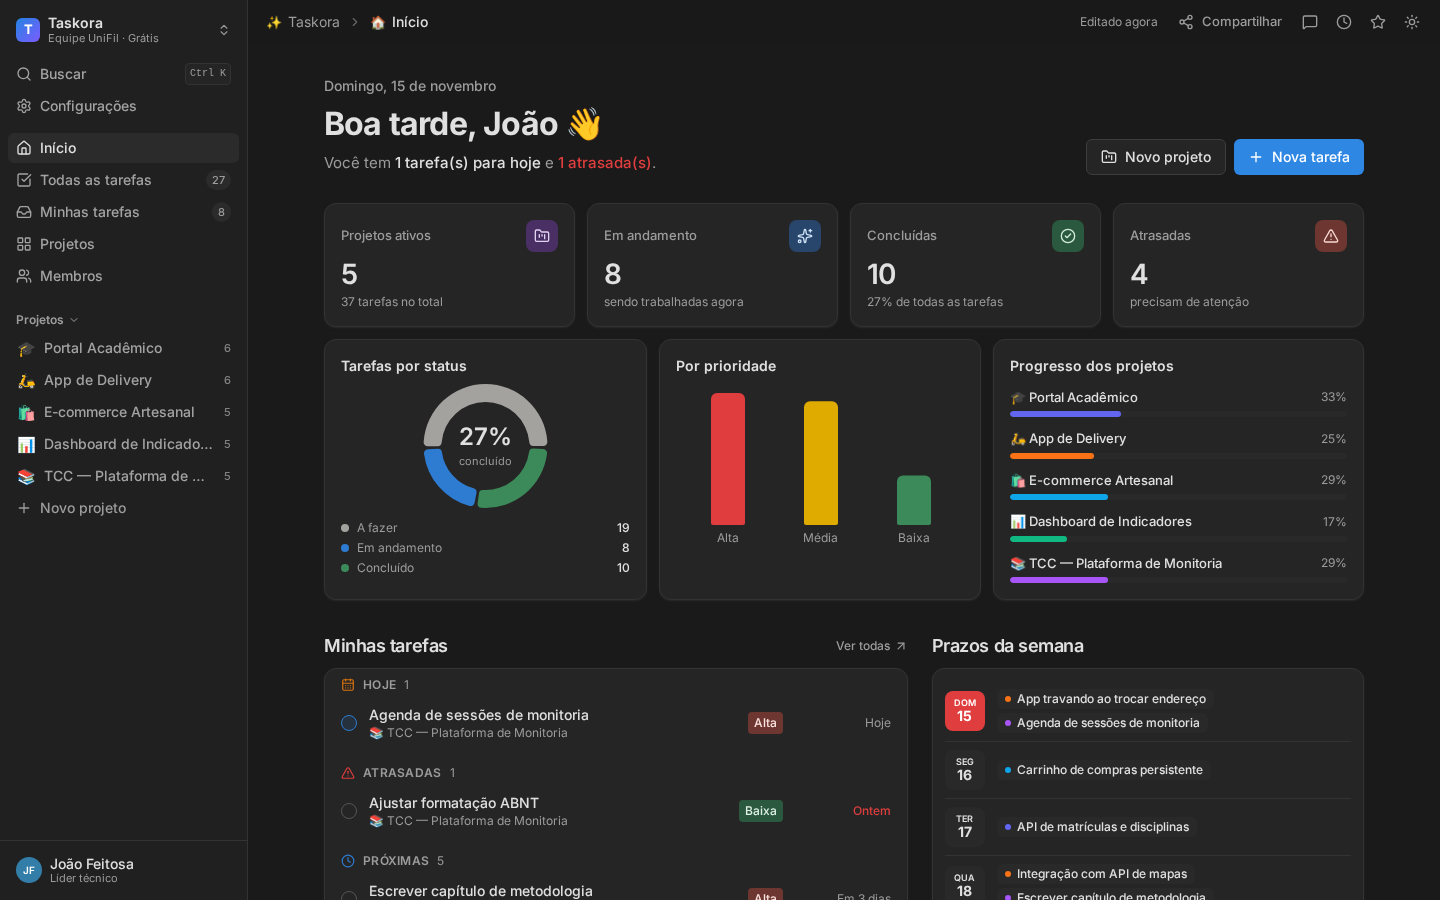 T
Taskora
Equipe UniFil · Grátis
Buscar
Ctrl K
Configurações
Início
Todas as tarefas
27
Minhas tarefas
8
Projetos
Membros
Projetos
Portal Acadêmico
6
App de Delivery
6
E-commerce Artesanal
5
Dashboard de Indicado...
5
TCC — Plataforma de ...
5
Novo projeto
JF
João Feitosa
Líder técnico
Taskora
Início
Editado agora
Compartilhar
Domingo, 15 de novembro
Boa tarde, João
Você tem 1 tarefa(s) para hoje e 1 atrasada(s).
Novo projeto
Nova tarefa
Projetos ativos
5
37 tarefas no total
Em andamento
8
sendo trabalhadas agora
Concluídas
10
27% de todas as tarefas
Atrasadas
4
precisam de atenção
Tarefas por status
27%
concluído
A fazer
19
Em andamento
8
Concluído
10
Por prioridade
Alta
Média
Baixa
Progresso dos projetos
Portal Acadêmico
33%
App de Delivery
25%
E-commerce Artesanal
29%
Dashboard de Indicadores
17%
TCC — Plataforma de Monitoria
29%
Minhas tarefas
Ver todas
HOJE 1
Agenda de sessões de monitoria
TCC — Plataforma de Monitoria
Alta
Hoje
ATRASADAS 1
Ajustar formatação ABNT
TCC — Plataforma de Monitoria
Baixa
Ontem
PRÓXIMAS 5
Escrever capítulo de metodologia
Alta
Em 3 dias
Prazos da semana
DOM
15
App travando ao trocar endereço
Agenda de sessões de monitoria
SEG
16
Carrinho de compras persistente
TER
17
API de matrículas e disciplinas
QUA
18
Integração com API de mapas
Escrever capítulo de metodologia